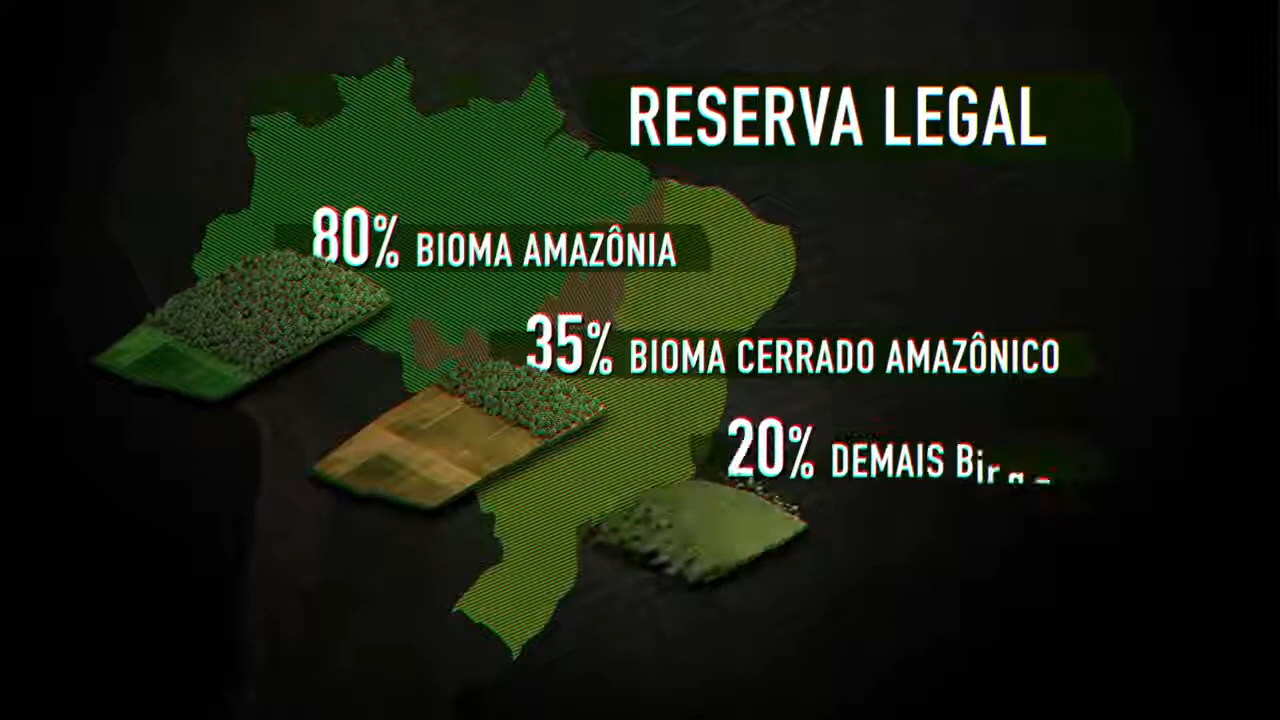 RESERVA LEGAL
80% BIOMA AMAZÔNIA
35% BIOMA CERRADO AMAZÔNICO
20% DEMAIS